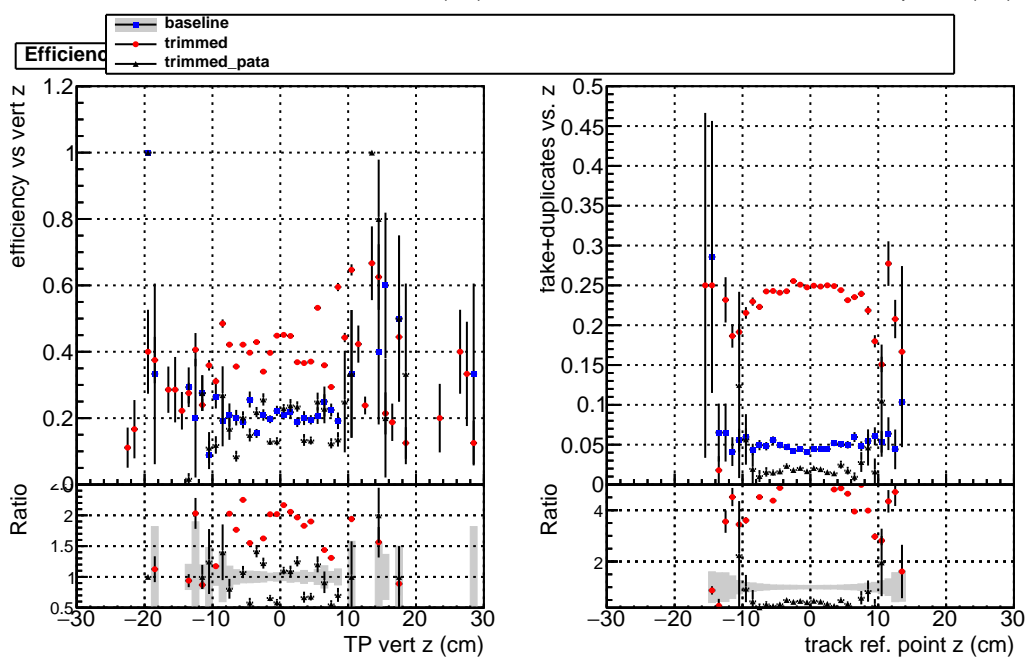 baseline
trimmed
trimmed_pata
Efficienc
efficiency vs vert z
1.2
1
0.8
0.6
0.4
0.2
0
Ratio
2
1.5
1
0.5
−30 −20 −10 0 10 20 30
TP vert z (cm)
fake+duplicates vs. z
0.5
0.45
0.4
0.35
0.3
0.25
0.2
0.15
0.1
0.05
0
Ratio
4
2
−30 −20 −10 0 10 20 30
track ref. point z (cm)